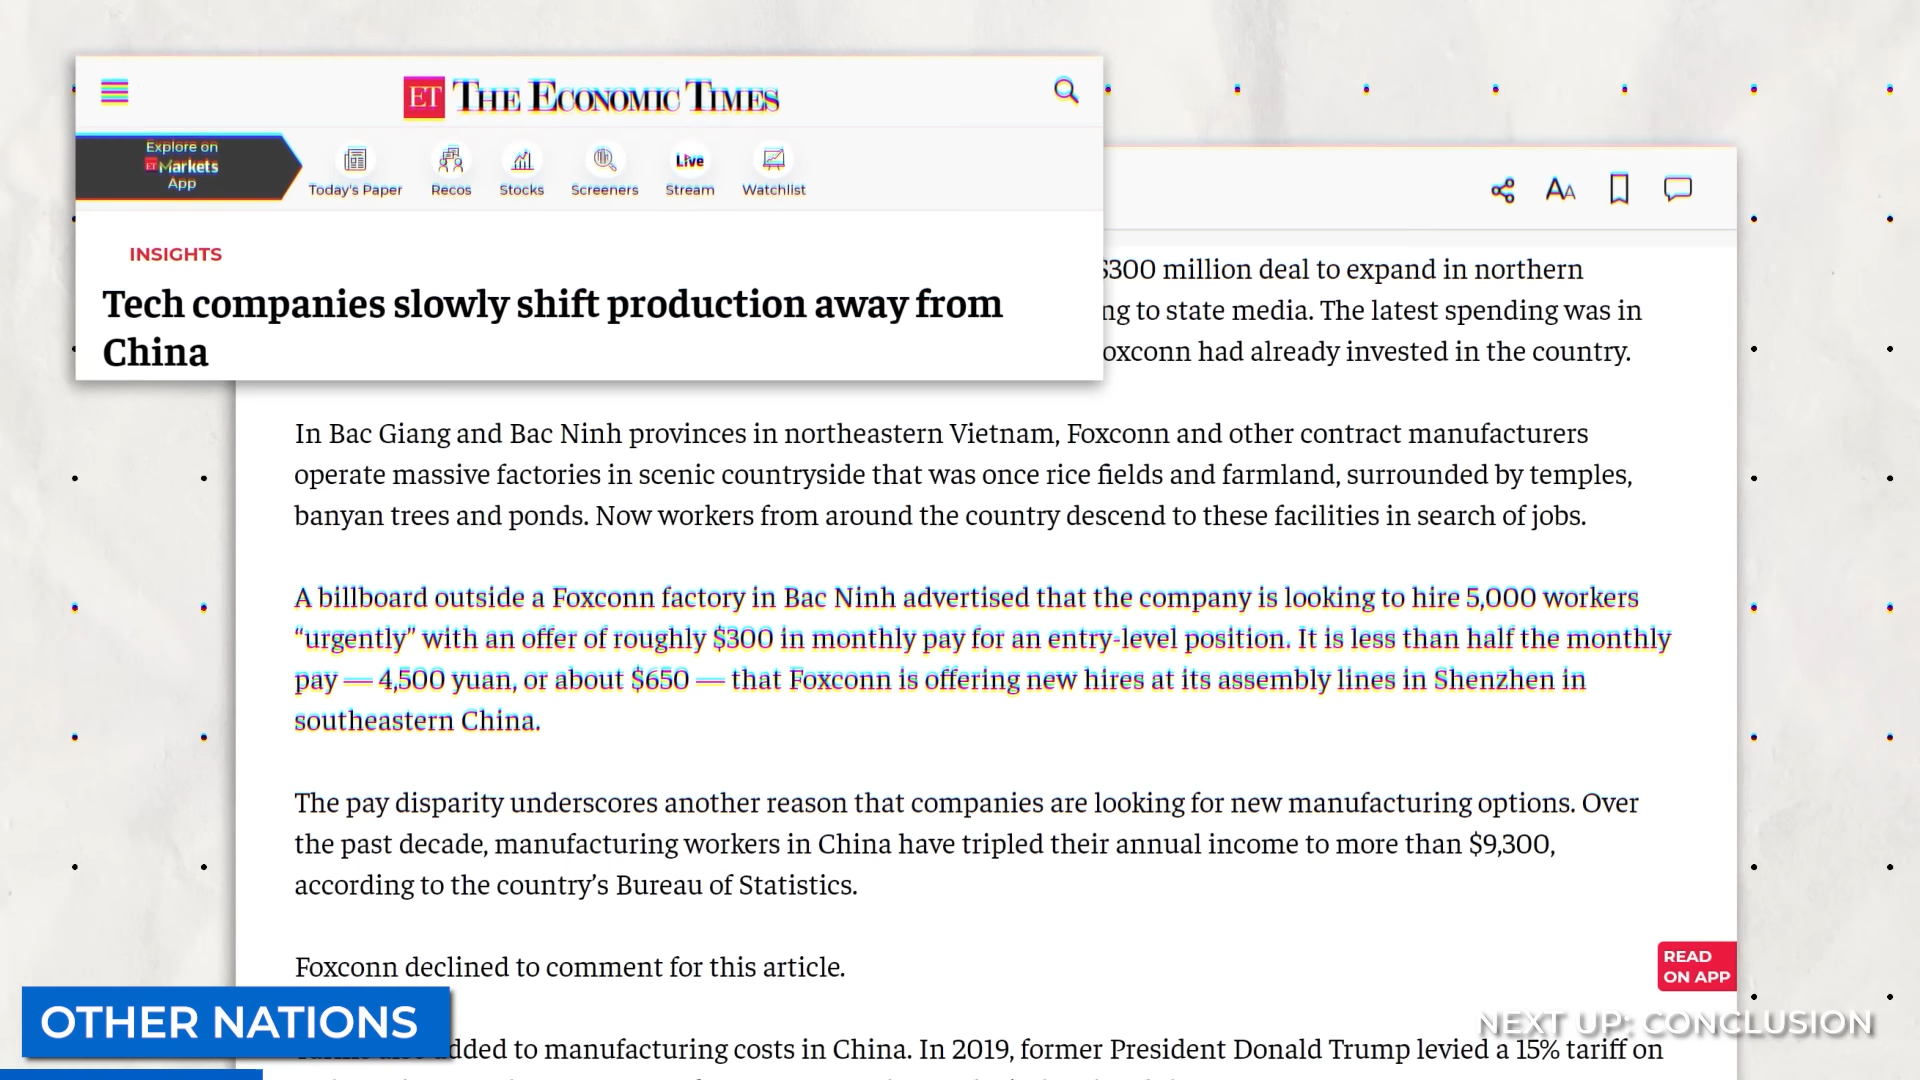 ET THE ECONOMIC TIMES
Explore on
ET Markets
App
Today's Paper
Recos
Stocks
Screeners
Live
Stream
Watchlist
INSIGHTS
Tech companies slowly shift production away from
China
$300 million deal to expand in northern
ng to state media. The latest spending was in
oxconn had already invested in the country.
In Bac Giang and Bac Ninh provinces in northeastern Vietnam, Foxconn and other contract manufacturers
operate massive factories in scenic countryside that was once rice fields and farmland, surrounded by temples,
banyan trees and ponds. Now workers from around the country descend to these facilities in search of jobs.
A billboard outside a Foxconn factory in Bac Ninh advertised that the company is looking to hire 5,000 workers
“urgently” with an offer of roughly $300 in monthly pay for an entry-level position. It is less than half the monthly
pay — 4,500 yuan, or about $650 — that Foxconn is offering new hires at its assembly lines in Shenzhen in
southeastern China.
The pay disparity underscores another reason that companies are looking for new manufacturing options. Over
the past decade, manufacturing workers in China have tripled their annual income to more than $9,300,
according to the country’s Bureau of Statistics.
Foxconn declined to comment for this article.
READ
ON APP
OTHER NATIONS
NEXT UP: CONCLUSION
added to manufacturing costs in China. In 2019, former President Donald Trump levied a 15% tariff on